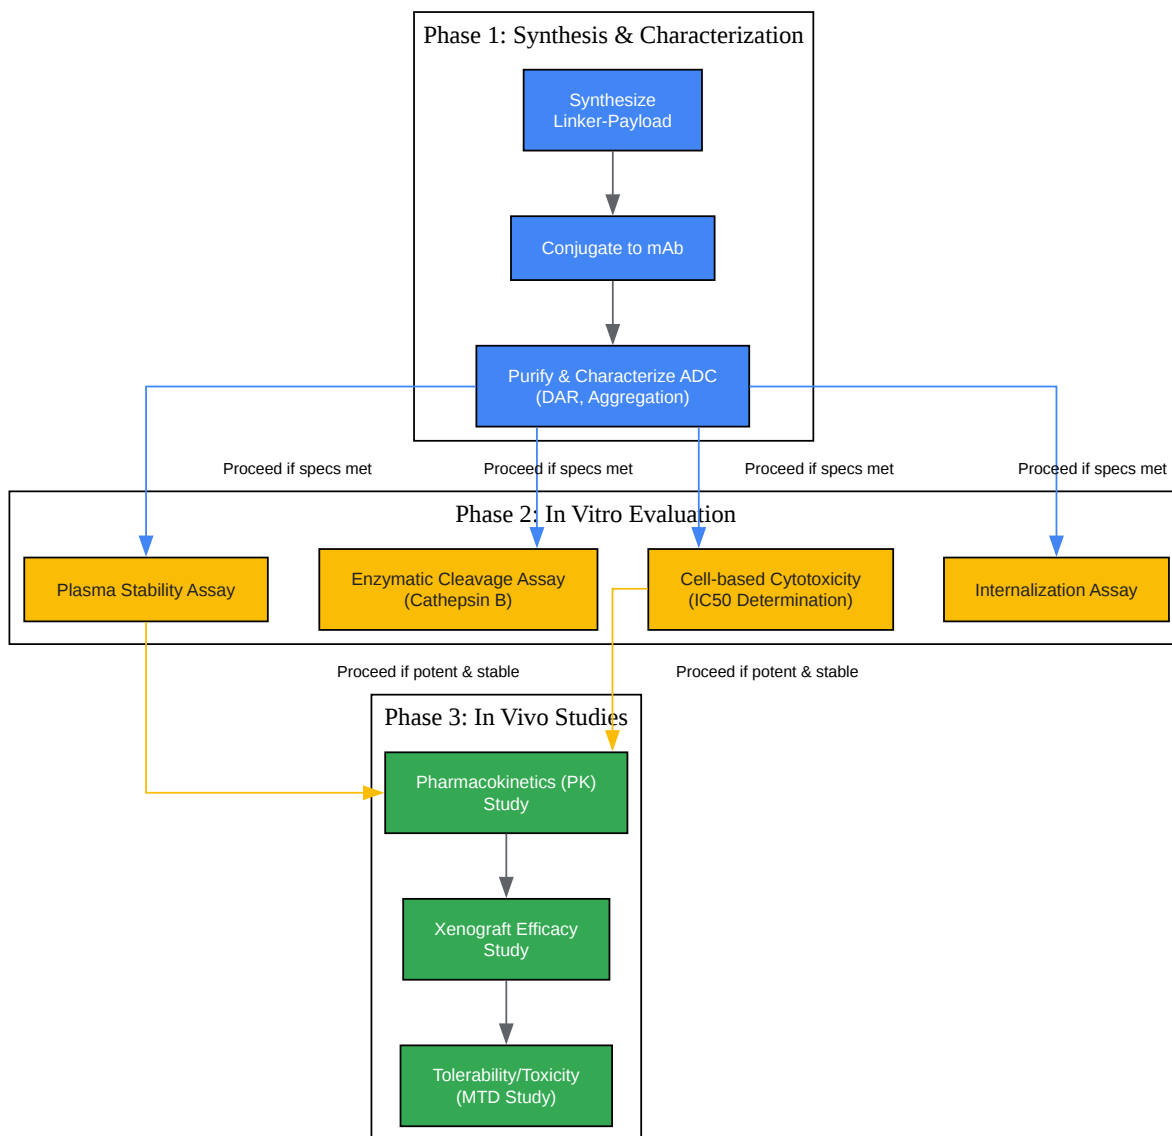 Phase 1: Synthesis & Characterization
Synthesize
Linker-Payload
Conjugate to mAb
Purify & Characterize ADC
(DAR, Aggregation)
Proceed if specs met
Proceed if specs met
Proceed if specs met
Proceed if specs met
Phase 2: In Vitro Evaluation
Plasma Stability Assay
Enzymatic Cleavage Assay
(Cathepsin B)
Cell-based Cytotoxicity
(IC50 Determination)
Internalization Assay
Proceed if potent & stable
Proceed if potent & stable
Phase 3: In Vivo Studies
Pharmacokinetics (PK)
Study
Xenograft Efficacy
Study
Tolerability/Toxicity
(MTD Study)